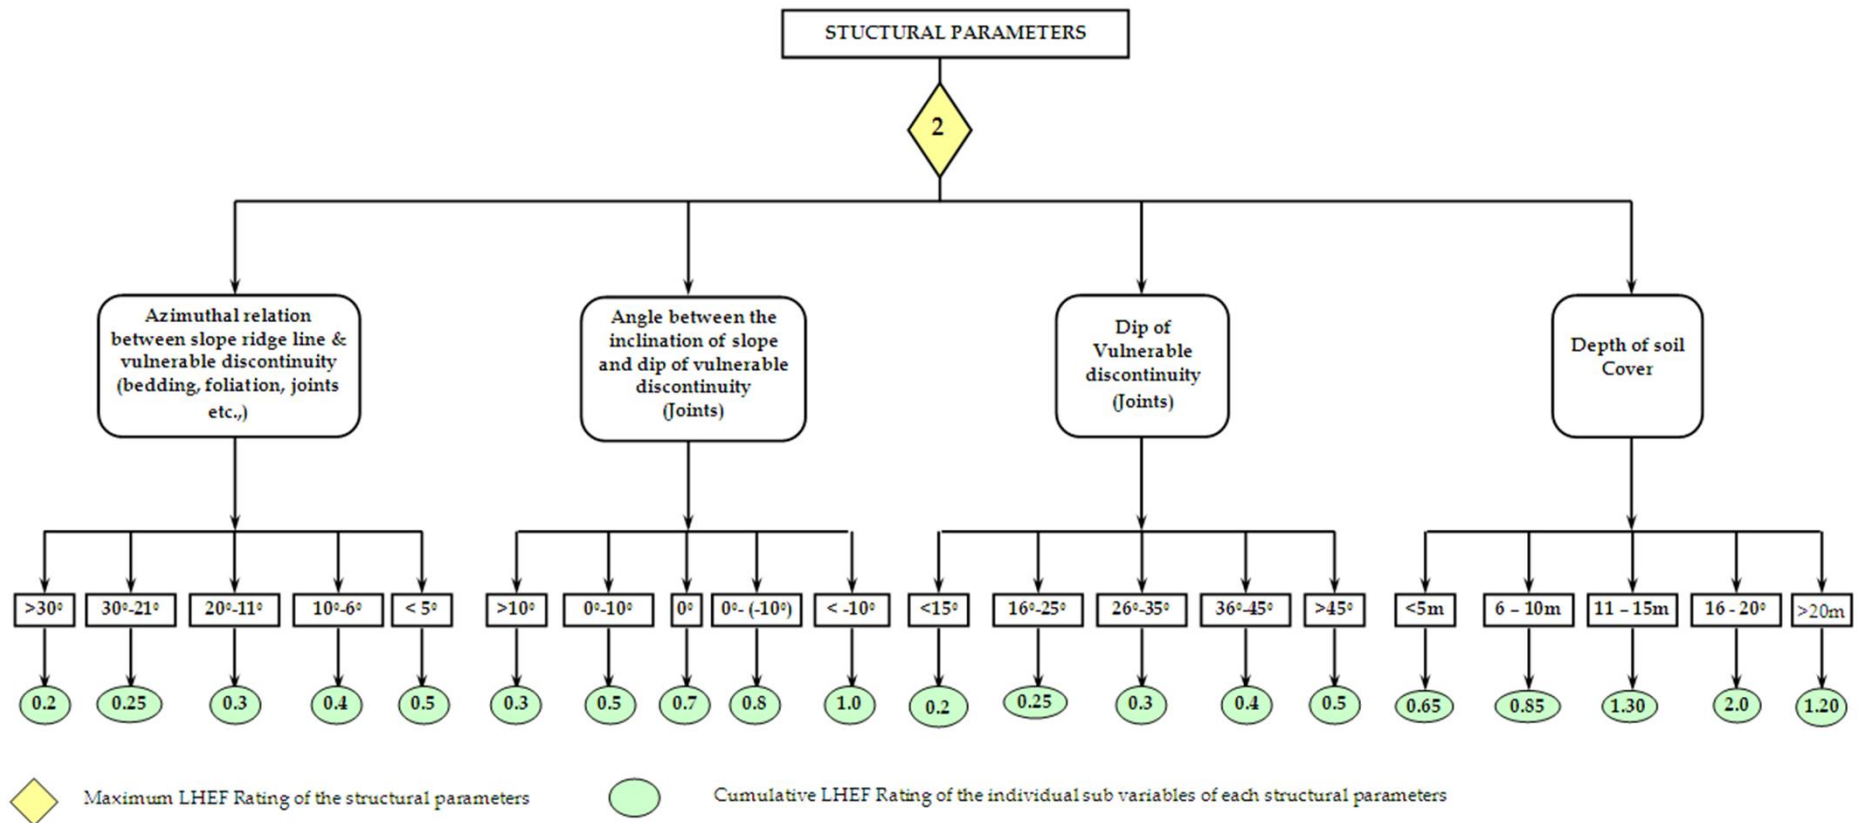 STUCTURAL PARAMETERS
2
Azimuthal relation
between slope ridge line &
vulnerable discontinuity
(bedding, foliation, joints
etc.,)
Angle between the
inclination of slope
and dip of vulnerable
discontinuity
(Joints)
Dip of
Vulnerable
discontinuity
(Joints)
Depth of soil
Cover
>30° 30°-21° 20°-11° 10°-6° < 5° >10° 0°-10° 0° 0°- (-10°) < -10° <15° 16°-25° 26°-35° 36°-45° >45° <5m 6 – 10m 11 – 15m 16 - 20° >20m
0.2 0.25 0.3 0.4 0.5 0.3 0.5 0.7 0.8 1.0 0.2 0.25 0.3 0.4 0.5 0.65 0.85 1.30 2.0 1.20
Maximum LHEF Rating of the structural parameters
Cumulative LHEF Rating of the individual sub variables of each structural parameters